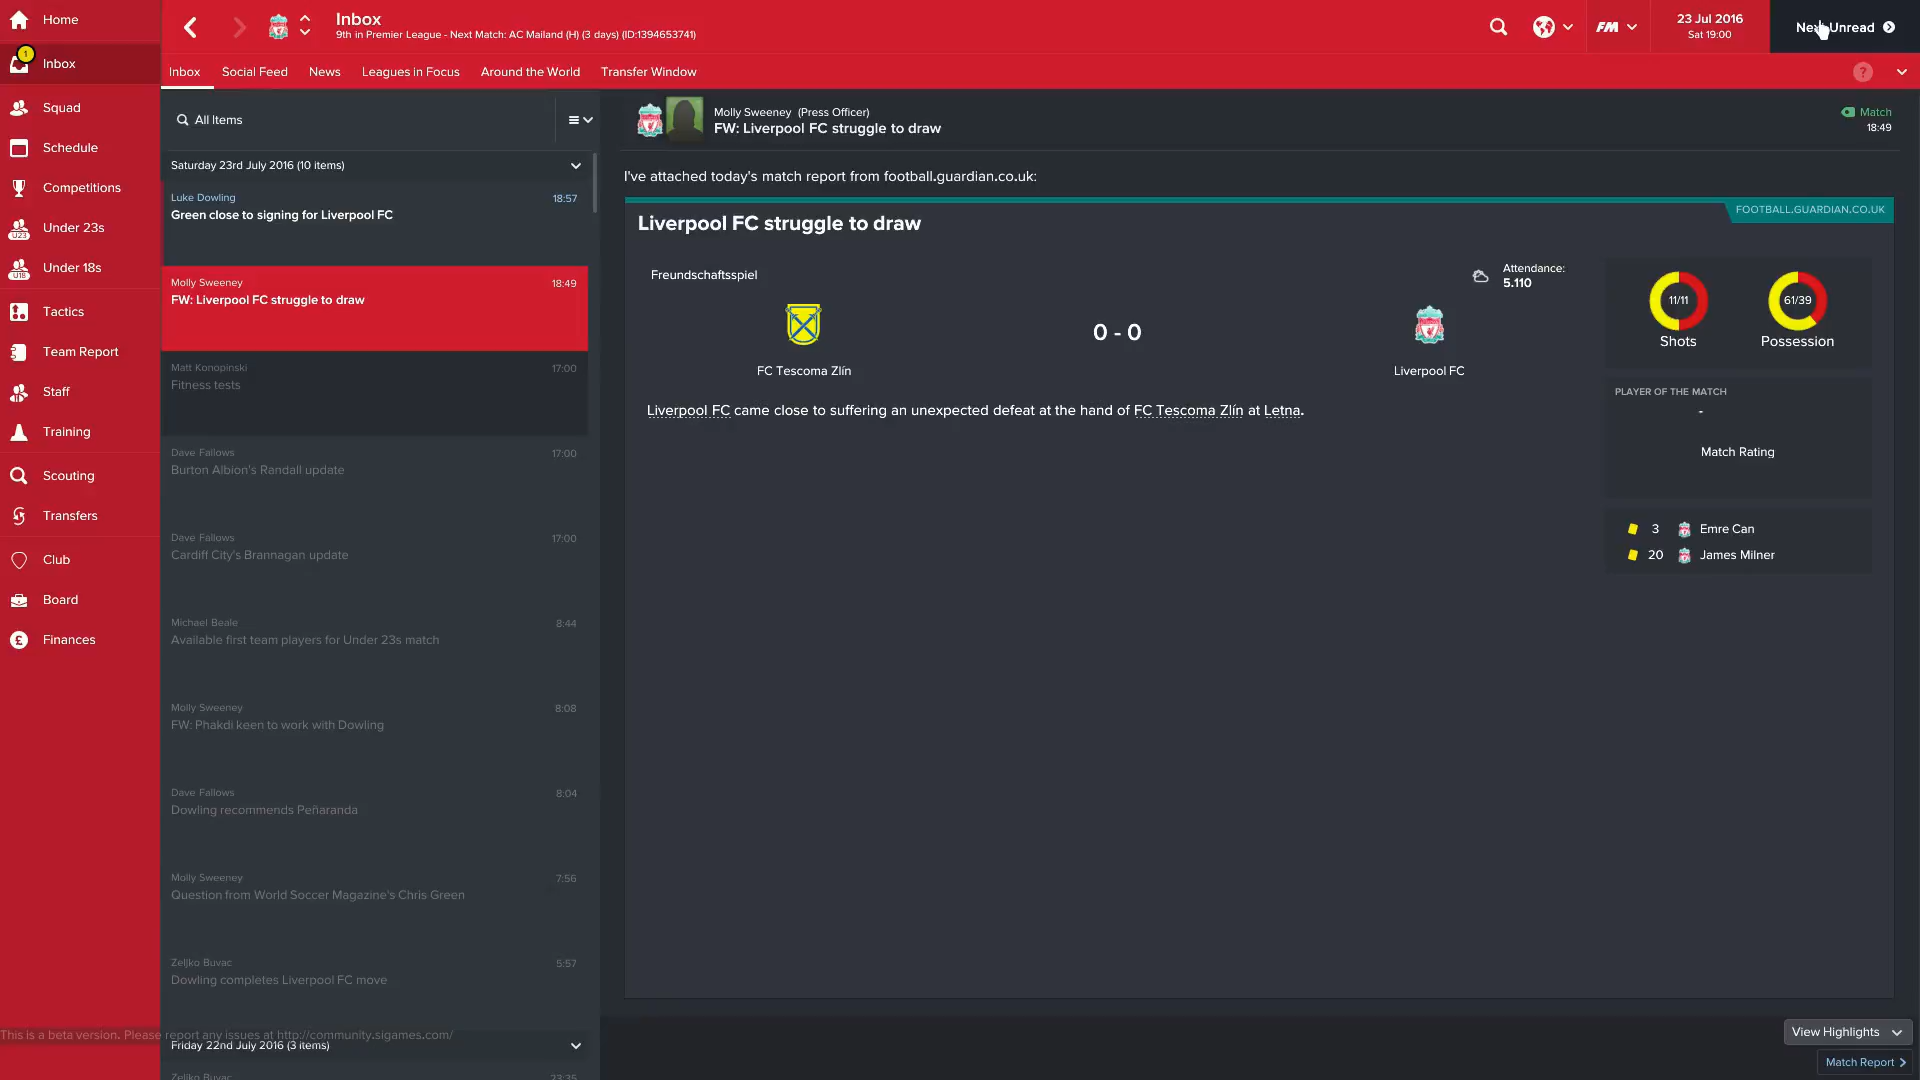 Home
1
Inbox
Squad
Schedule
Competitions
U23
Under 23s
U18
Under 18s
Tactics
Team Report
Staff
Training
Scouting
Transfers
Club
Board
£
Finances
Inbox
9th in Premier League - Next Match: AC Mailand (H) (3 days) (ID:1394653741)
FM
23 Jul 2016
Sat 19:00
Unread
Inbox
Social Feed
News
Leagues in Focus
Around the World
Transfer Window
?
All Items
Saturday 23rd July 2016 (10 items)
Luke Dowling
18:57
Green close to signing for Liverpool FC
Molly Sweeney
18:49
FW: Liverpool FC struggle to draw
Matt Konopinski
17:00
Fitness tests
Dave Fallows
17:00
Burton Albion's Randall update
Dave Fallows
17:00
Cardiff City's Brannagan update
Michael Beale
8:44
Available first team players for Under 23s match
Molly Sweeney
8:08
FW: Phakdi keen to work with Dowling
Dave Fallows
8:04
Dowling recommends Peñaranda
Molly Sweeney
7:56
Question from World Soccer Magazine's Chris Green
Zeljko Buvac
5:57
Dowling completes Liverpool FC move
This is a beta version. Please report any issues at http://community.sigames.com/
Friday 22nd July 2016 (3 items)
Zeljko Buvac
23:35
Molly Sweeney (Press Officer)
FW: Liverpool FC struggle to draw
Match
18:49
I've attached today's match report from football.guardian.co.uk:
FOOTBALL.GUARDIAN.CO.UK
Liverpool FC struggle to draw
Freundschaftsspiel
Attendance:
5.110
0 - 0
FC Tescoma Zlín
Liverpool FC
Liverpool FC came close to suffering an unexpected defeat at the hand of FC Tescoma Zlín at Letna.
11/11
Shots
61/39
Possession
PLAYER OF THE MATCH
-
Match Rating
3 Emre Can
20 James Milner
View Highlights
Match Report